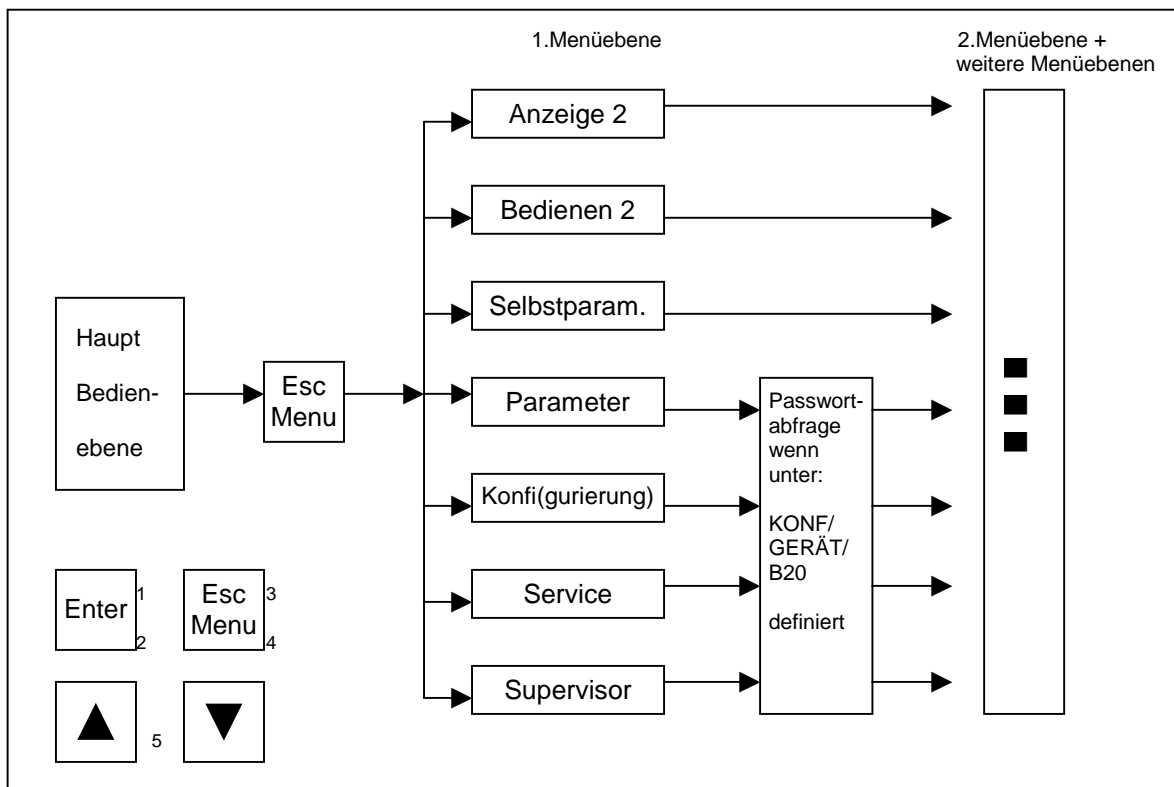 1.Menüebene
2.Menüebene +
weitere Menüebenen
Anzeige 2
Bedienen 2
Selbstparam.
Haupt
Bedien-
ebene
Esc
Menu
Parameter
Konfi(gurierung)
Service
Supervisor
Passwort-
abfrage
wenn
unter:
KONF/
GERÄT/
B20
definiert
Enter
1
2
Esc
Menu
3
4
5